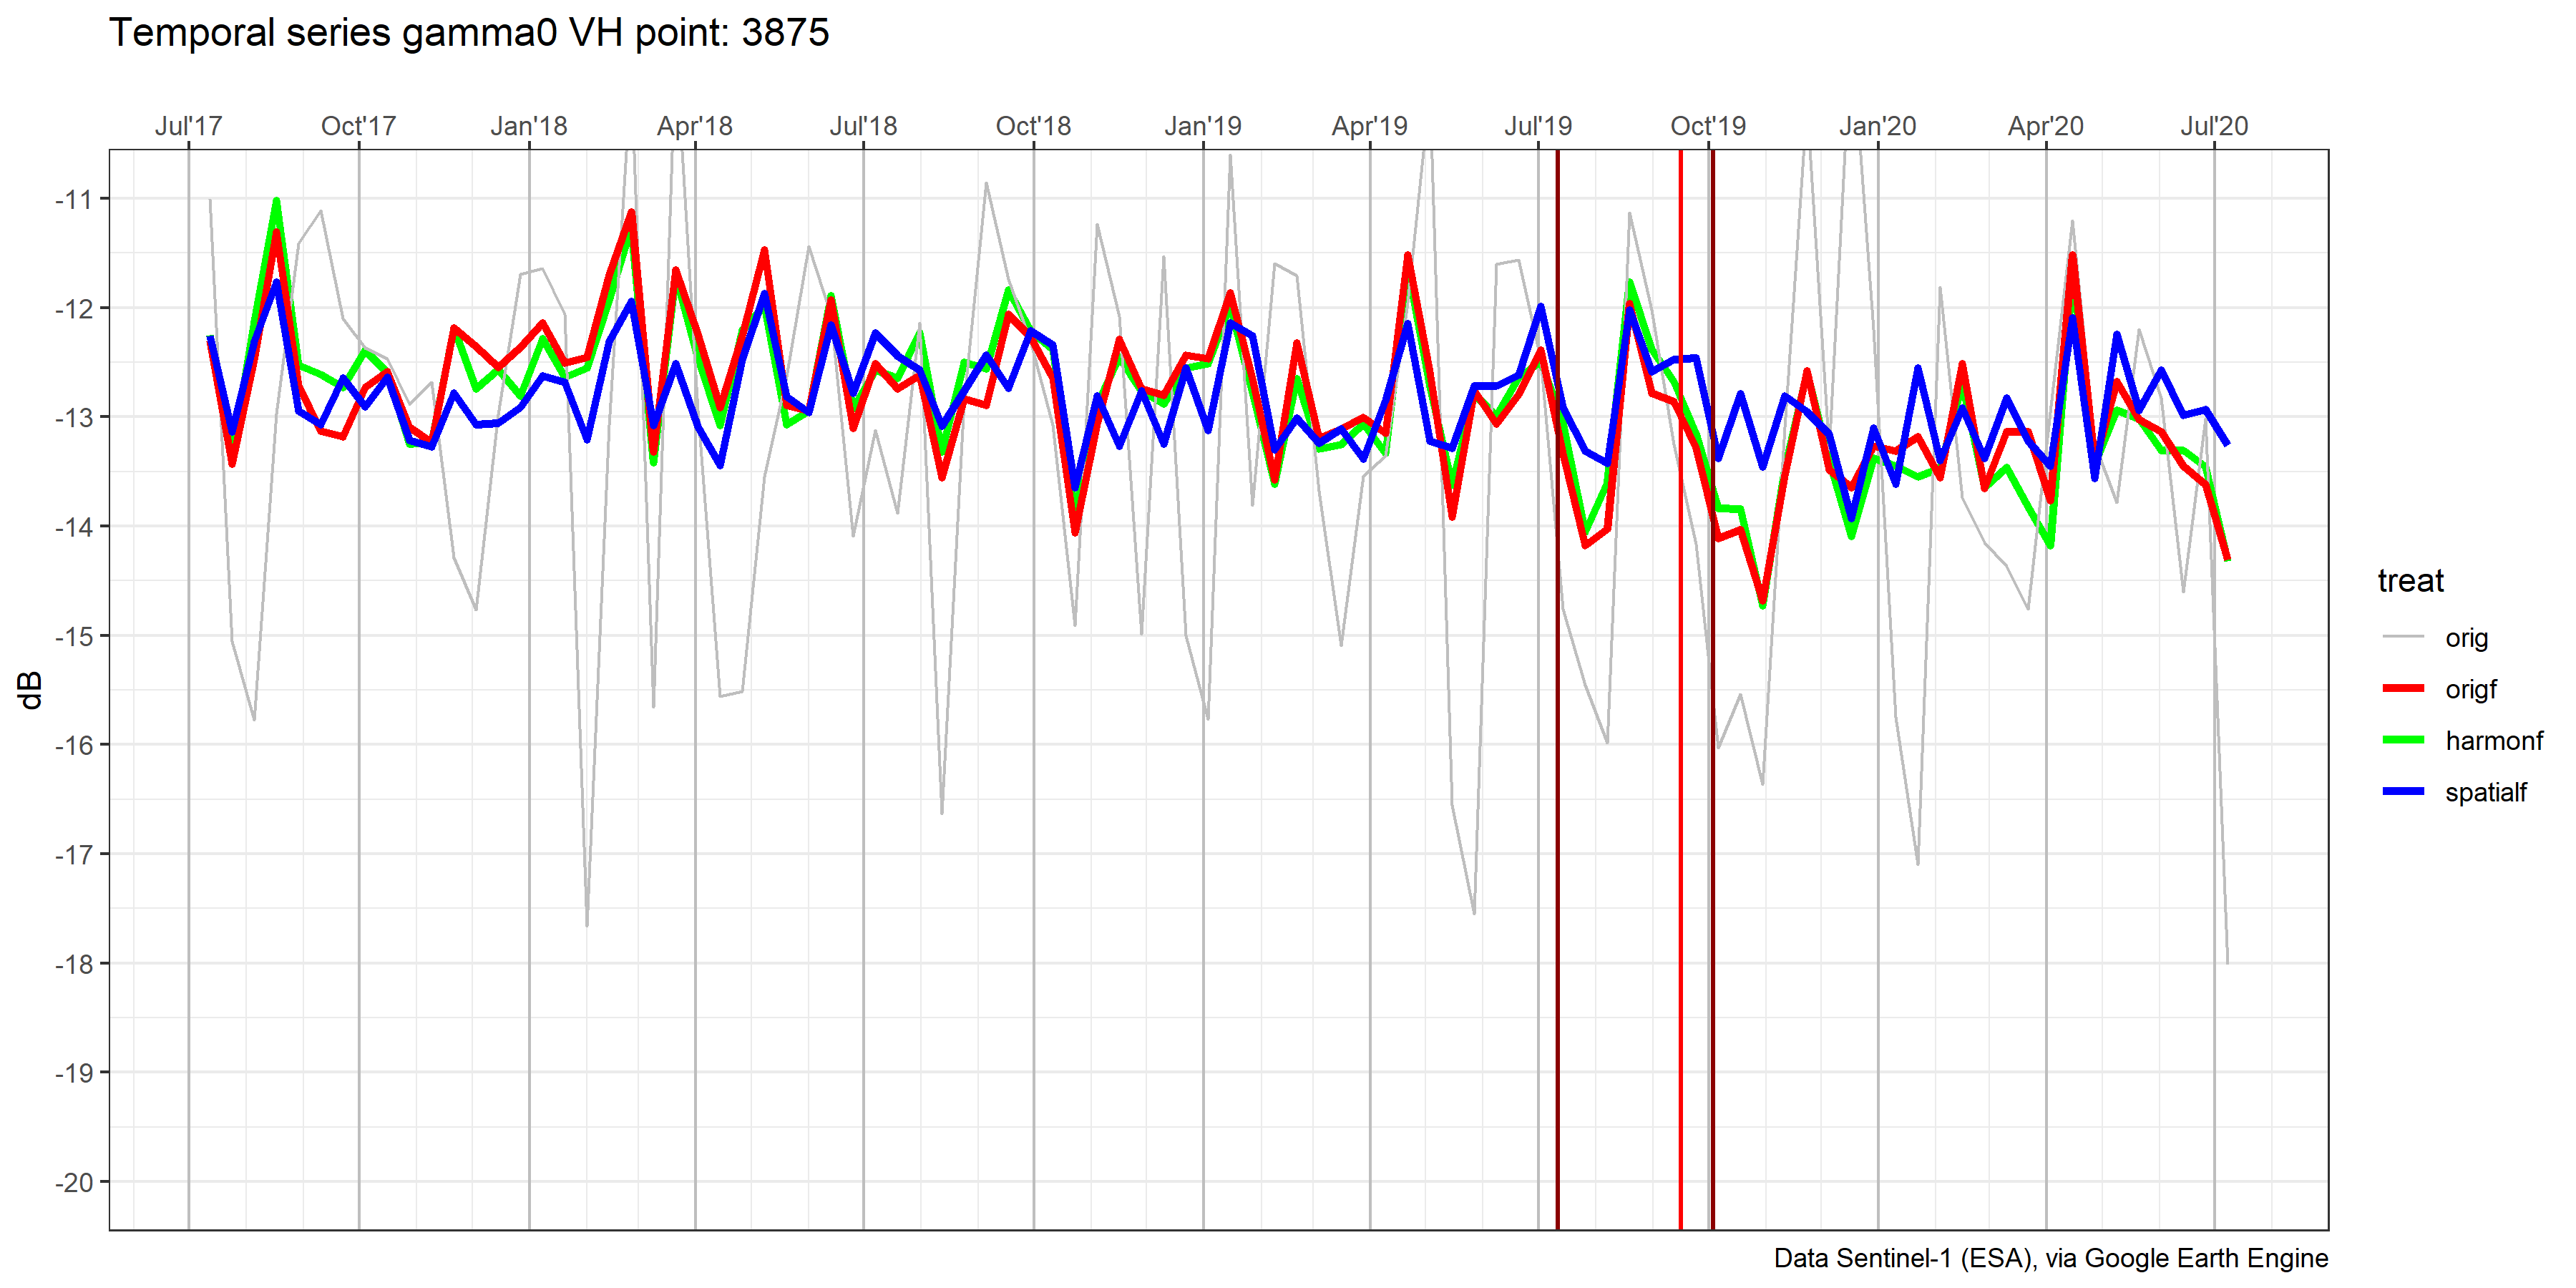 Temporal series gamma0 VH point: 3875
Jul'17 Oct'17 Jan'18 Apr'18 Jul'18 Oct'18 Jan'19 Apr'19 Jul'19 Oct'19 Jan'20 Apr'20 Jul'20
-11
-12
-13
-14
-15
-16
-17
-18
-19
-20
dB
treat
orig
origf
harmonf
spatialf
Data Sentinel-1 (ESA), via Google Earth Engine